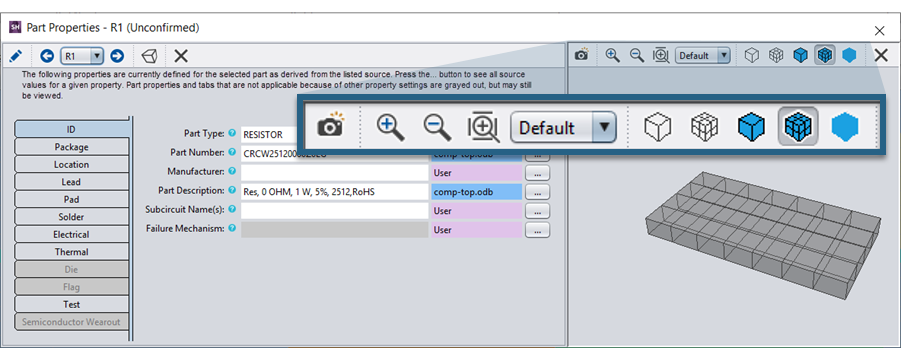 SH Part Properties - R1 (Unconfirmed)
R1
Default
The following properties are currently defined for the selected part as derived from the listed source. Press the... button to see all source
values for a given property. Part properties and tabs that are not applicable because of other property settings are grayed out, but may still
be viewed.
Default
ID
Package
Location
Lead
Pad
Solder
Electrical
Thermal
Die
Flag
Test
Semiconductor Wearout
Part Type: ? RESISTOR
Part Number: ? comp-top.odb ...
Manufacturer: ? User ...
Part Description: ? Res, 0 OHM, 1 W, 5%, 2512,RoHS comp-top.odb ...
Subcircuit Name(s): ? User ...
Failure Mechanism: ? User ...